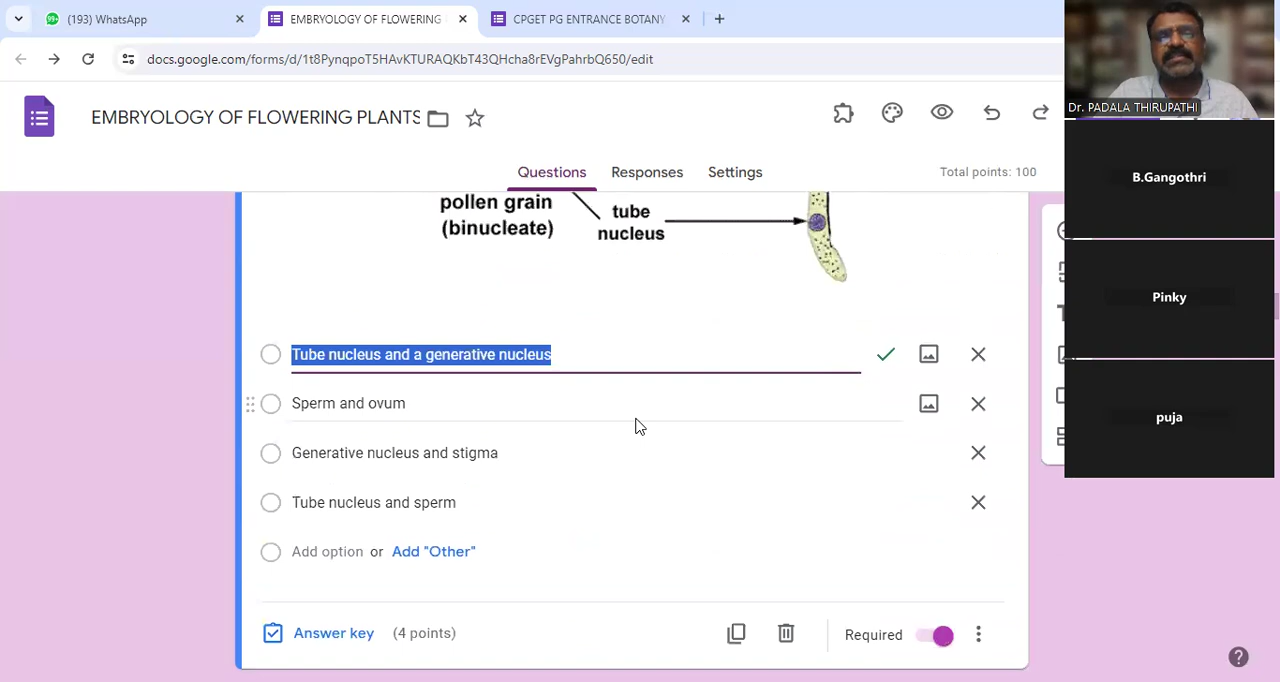 (193) WhatsApp
EMBRYOLOGY OF FLOWERING
CPGET PG ENTRANCE BOTANY
docs.google.com/forms/d/1t8PynqpoT5HAvKTURAQKbT43QHcha8rEVgPahrbQ650/edit
EMBRYOLOGY OF FLOWERING PLANTS
Questions
Responses
Settings
Total points: 100
pollen grain
(binucleate)
tube
nucleus
Tube nucleus and a generative nucleus
Sperm and ovum
Generative nucleus and stigma
Tube nucleus and sperm
Add option or Add "Other"
Answer key (4 points)
Required
Dr. PADALA THIRUPATHI
B.Gangothri
Pinky
puja